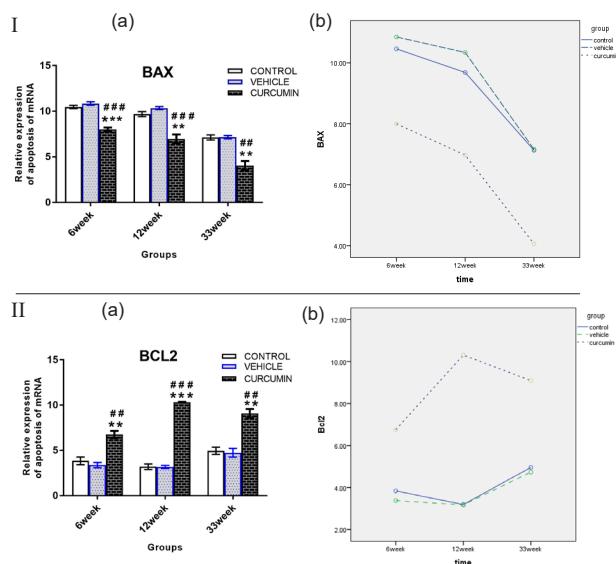 I
(a)
BAX
CONTROL
VEHICLE
CURCUMIN
Relative expression
of apoptosis of mRNA
15
10
5
0
###
***
###
**
##
**
6week
12week
33week
Groups
(b)
group
control
vehicle
curcumin
BAX
10.00
8.00
6.00
4.00
6week
12week
33week
time
II
(a)
BCL2
CONTROL
VEHICLE
CURCUMIN
Relative expression
of apoptosis of mRNA
15
10
5
0
##
**
###
***
##
**
6week
12week
33week
Groups
(b)
group
control
vehicle
curcumin
Bcl2
12.00
10.00
8.00
6.00
4.00
2.00
6week
12week
33week
time